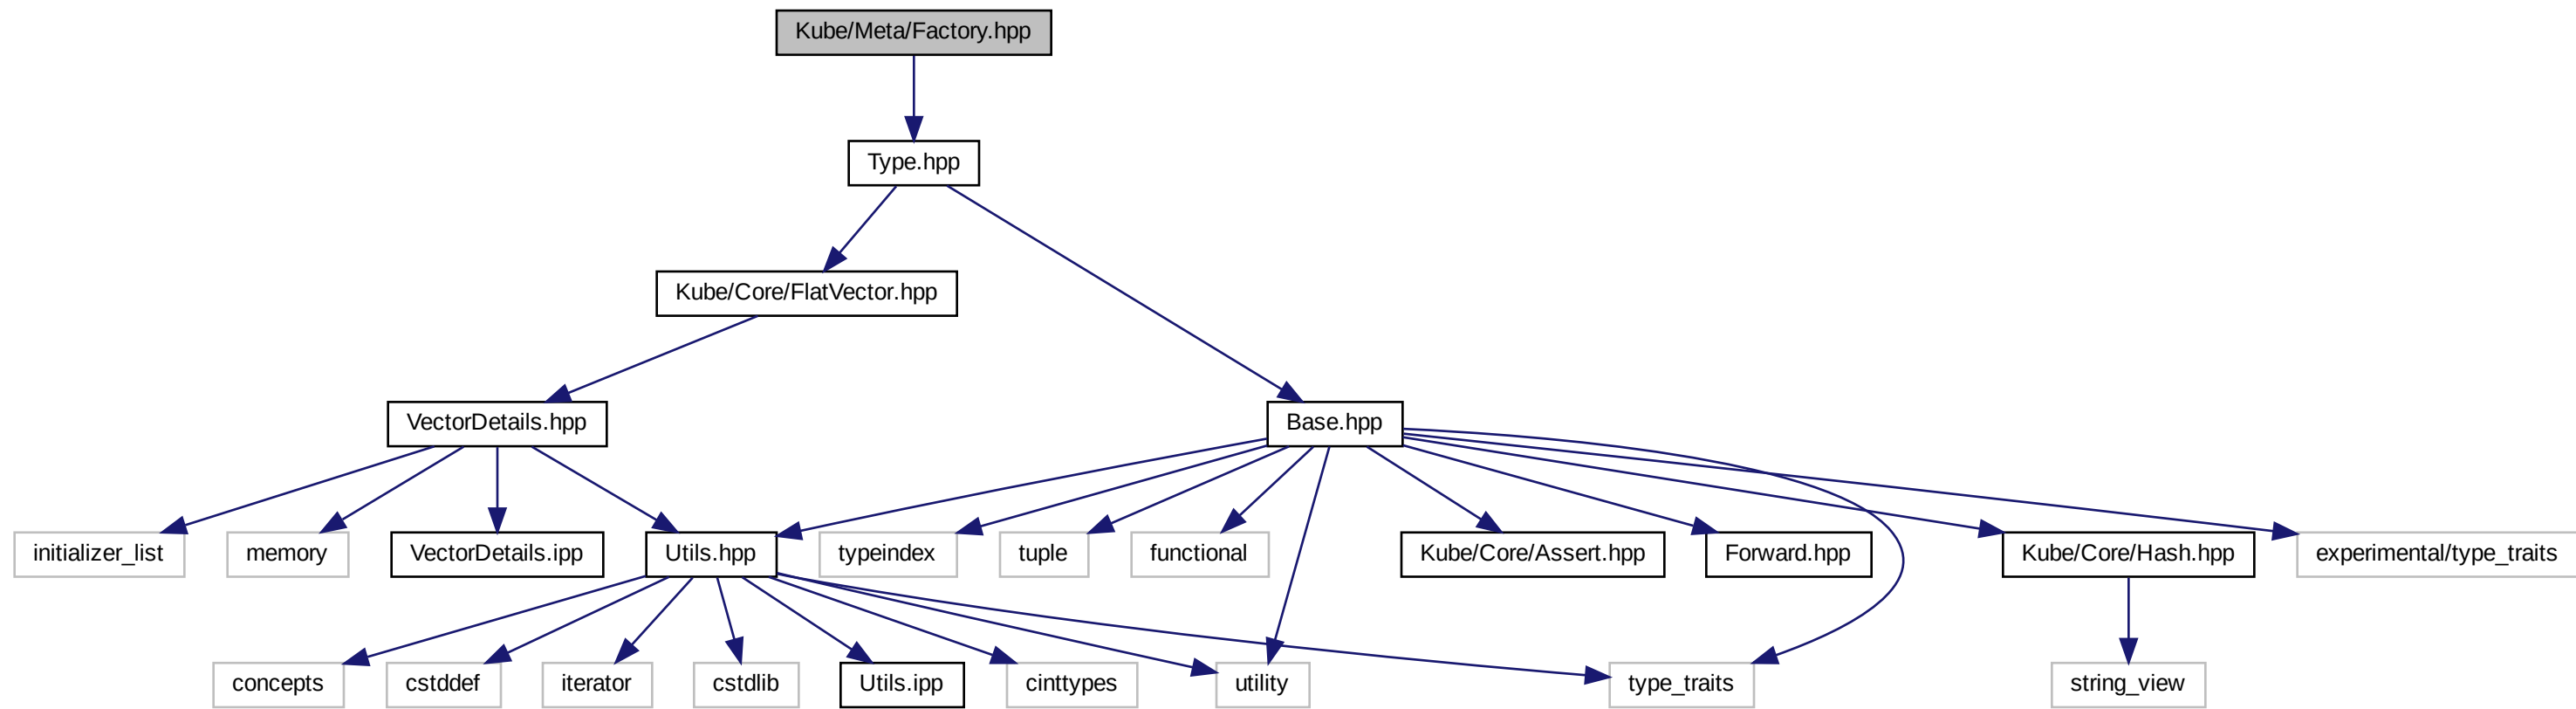 Kube/Meta/Factory.hpp
Type.hpp
Kube/Core/FlatVector.hpp
VectorDetails.hpp
Base.hpp
initializer_list
memory
VectorDetails.ipp
Utils.hpp
typeindex
tuple
functional
Kube/Core/Assert.hpp
Forward.hpp
Kube/Core/Hash.hpp
experimental/type_traits
concepts
cstddef
iterator
cstdlib
Utils.ipp
cinttypes
utility
type_traits
string_view